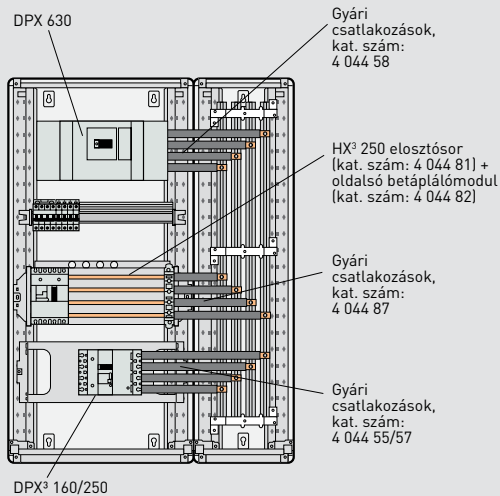 DPX 630
Gyári
csatlakozások,
kat. szám:
4 044 58
HX³ 250 elosztósor
(kat. szám: 4 044 81) +
oldalsó betáplálómodul
(kat. szám: 4 044 82)
Gyári
csatlakozások,
kat. szám:
4 044 87
Gyári
csatlakozások,
kat. szám:
4 044 55/57
DPX³ 160/250